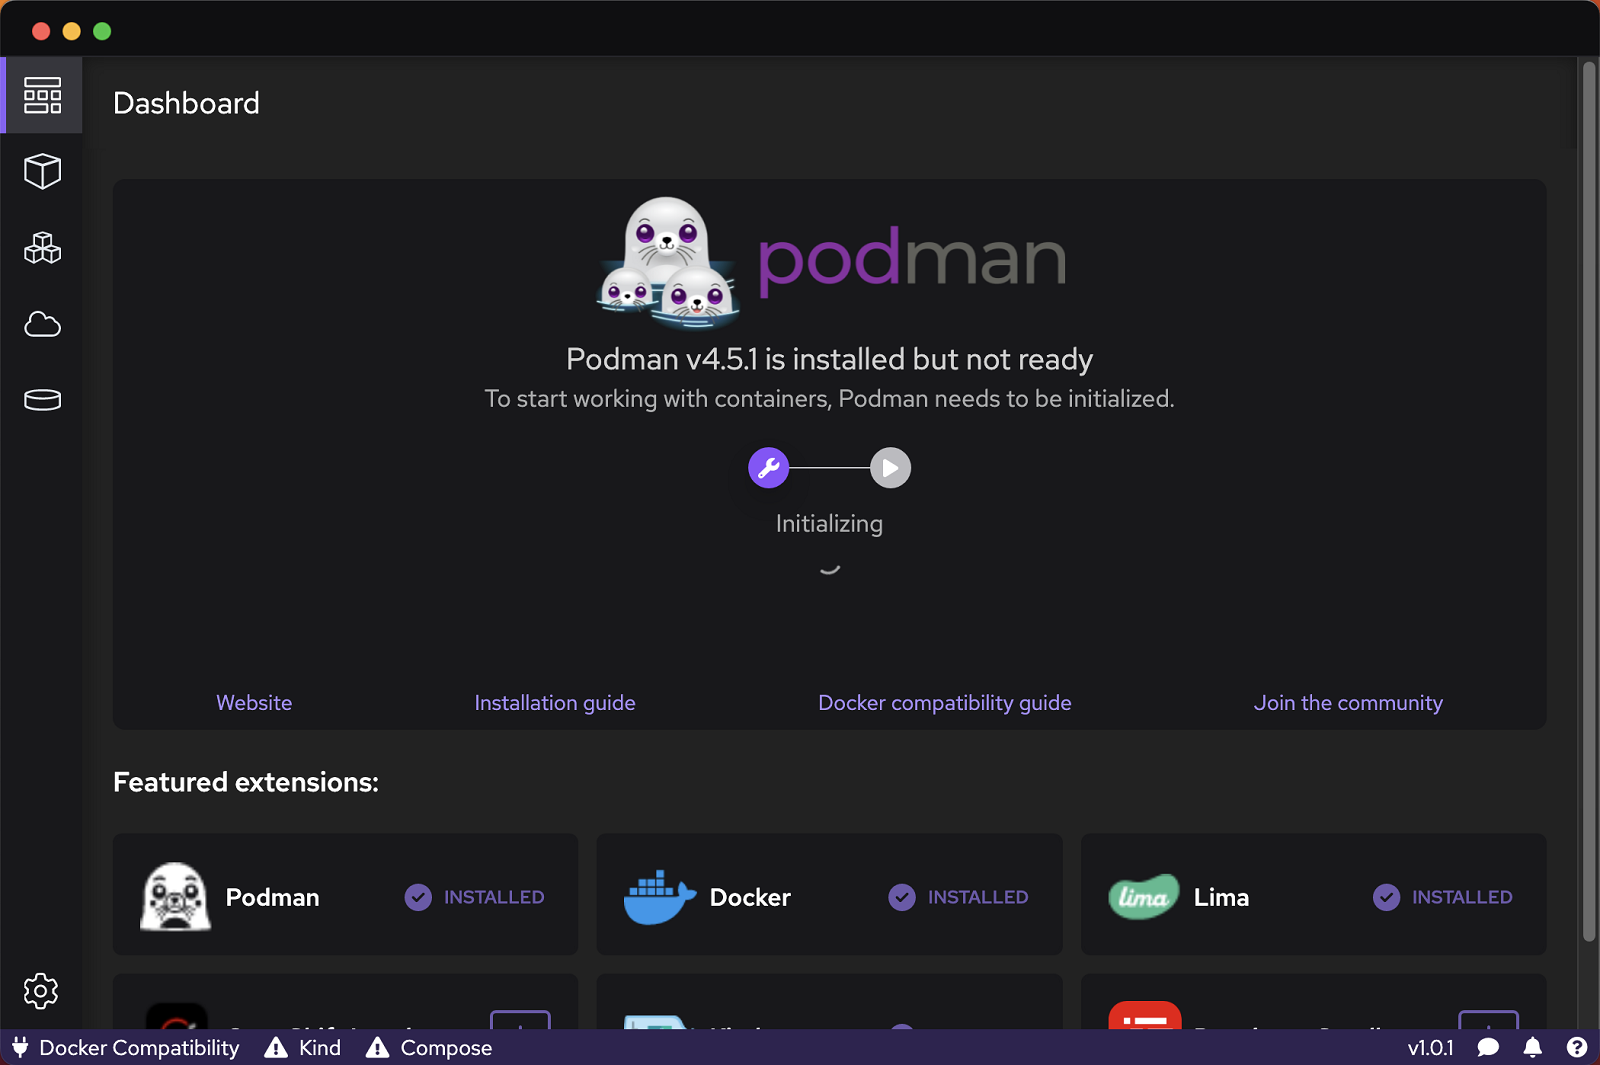 Dashboard
podman
Podman v4.5.1 is installed but not ready
To start working with containers, Podman needs to be initialized.
Initializing
Website
Installation guide
Docker compatibility guide
Join the community
Featured extensions:
Podman
INSTALLED
Docker
INSTALLED
lima
Lima
INSTALLED
Docker Compatibility
Kind
Compose
v1.0.1